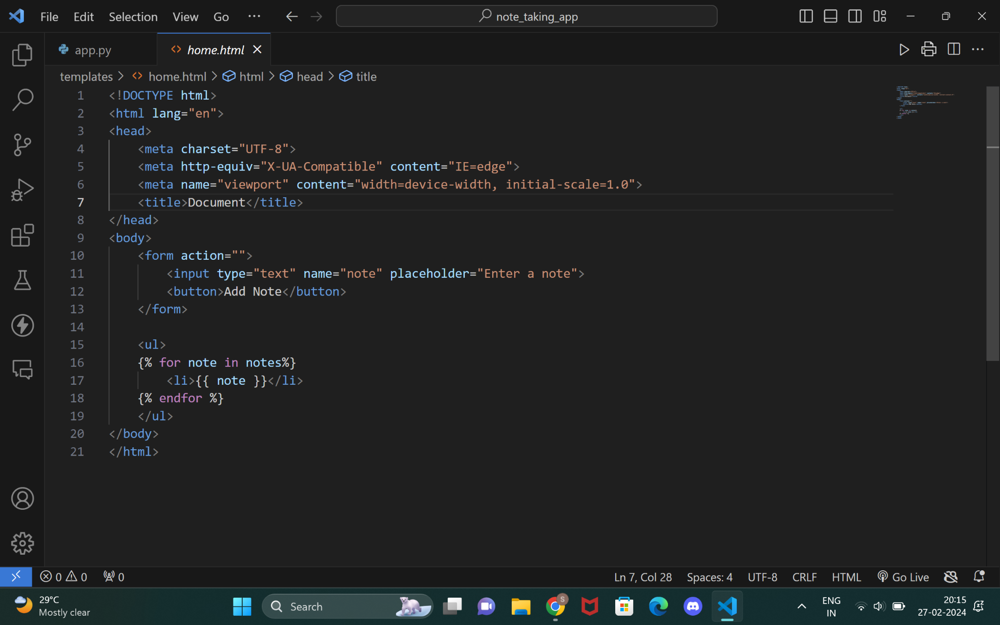 File Edit Selection View Go ··· note_taking_app
app.py home.html
templates > home.html > html > head > title
1 <!DOCTYPE html>
2 <html lang="en">
3 <head>
4 <meta charset="UTF-8">
5 <meta http-equiv="X-UA-Compatible" content="IE=edge">
6 <meta name="viewport" content="width=device-width, initial-scale=1.0">
7 <title>Document</title>
8 </head>
9 <body>
10 <form action="">
11 <input type="text" name="note" placeholder="Enter a note">
12 <button>Add Note</button>
13 </form>
14
15 <ul>
16 {% for note in notes%}
17 <li>{{ note }}</li>
18 {% endfor %}
19 </ul>
20 </body>
21 </html>
0 0 0 Ln 7, Col 28 Spaces: 4 UTF-8 CRLF HTML Go Live
29°C
Mostly clear
Search
S
ENG
IN
20:15
27-02-2024